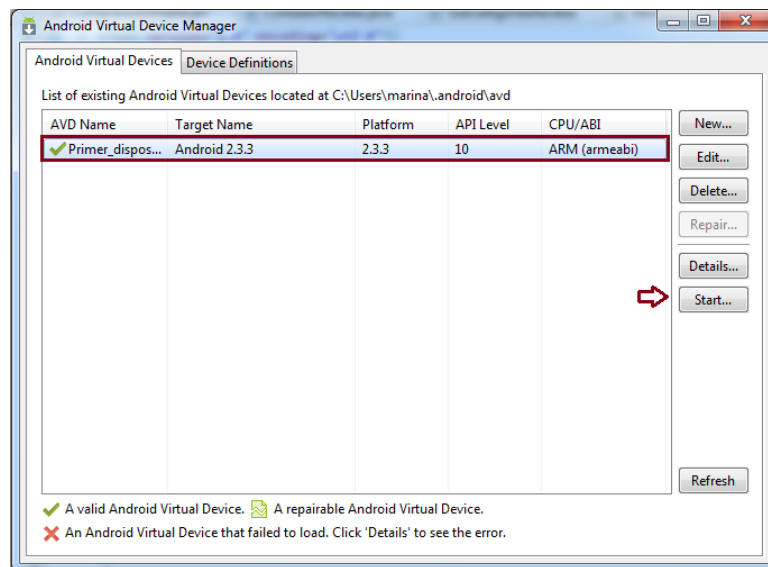 Android Virtual Device Manager
Android Virtual Devices
Device Definitions
List of existing Android Virtual Devices located at C:\Users\marina\.android\avd
AVD Name Target Name Platform API Level CPU/ABI
Primer_dispos... Android 2.3.3 2.3.3 10 ARM (armeabi)
New...
Edit...
Delete...
Repair...
Details...
Start...
Refresh
A valid Android Virtual Device. A repairable Android Virtual Device.
An Android Virtual Device that failed to load. Click 'Details' to see the error.